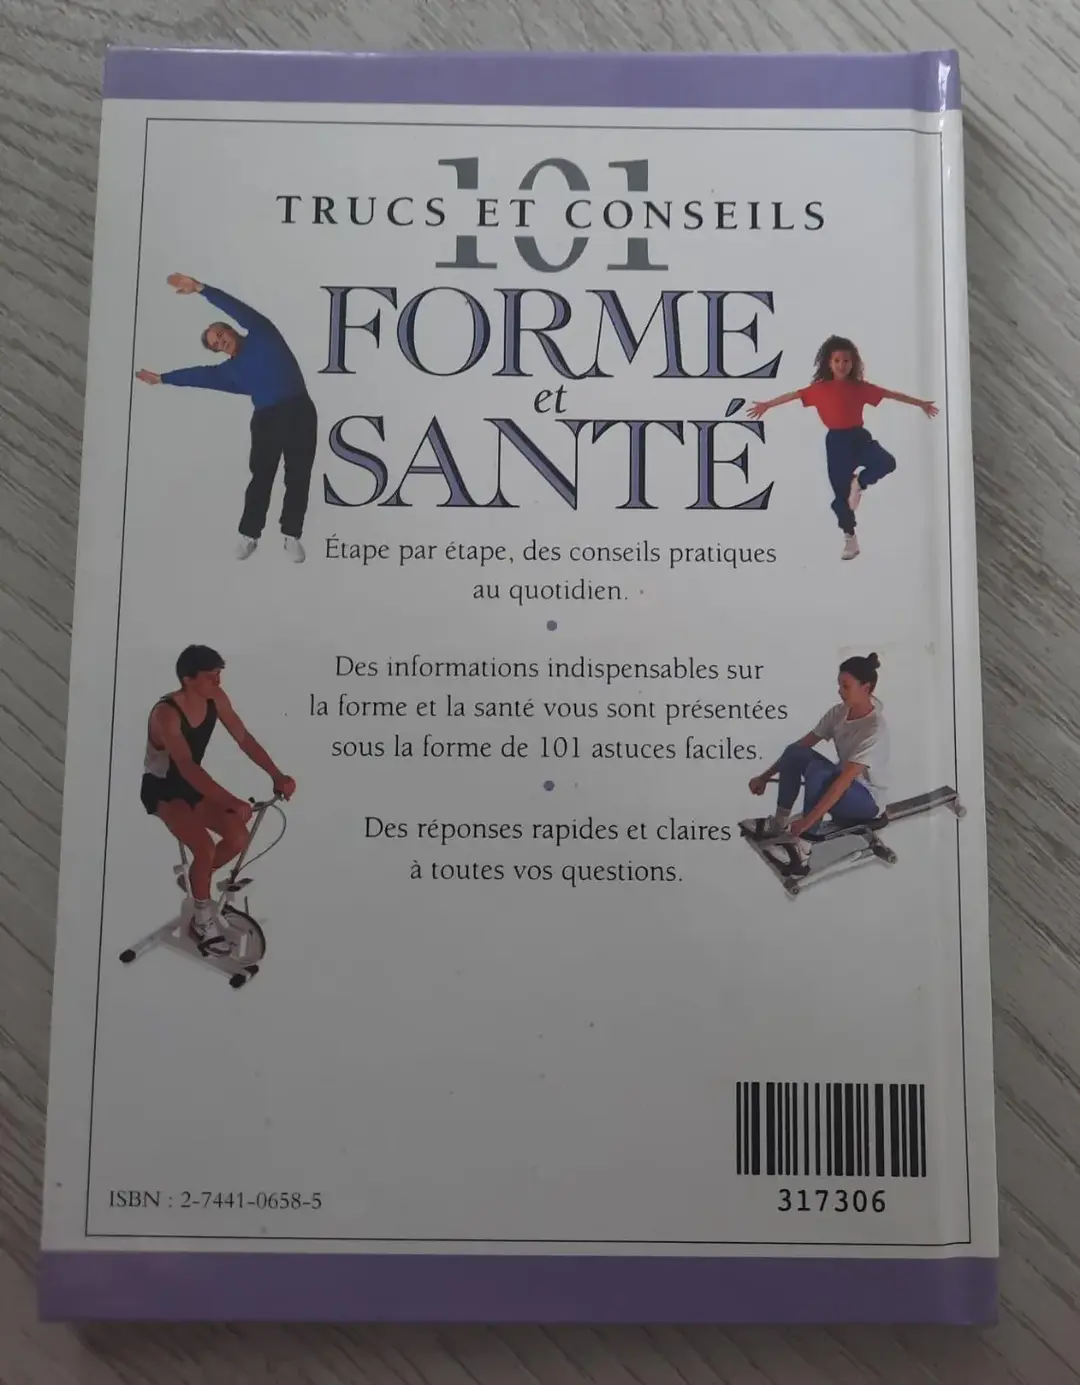 101
TRUCS ET CONSEILS
FORME
et
SANTÉ
Étape par étape, des conseils pratiques
au quotidien.
Des informations indispensables sur
la forme et la santé vous sont présentées
sous la forme de 101 astuces faciles.
Des réponses rapides et claires
à toutes vos questions.
ISBN : 2-7441-0658-5
317306